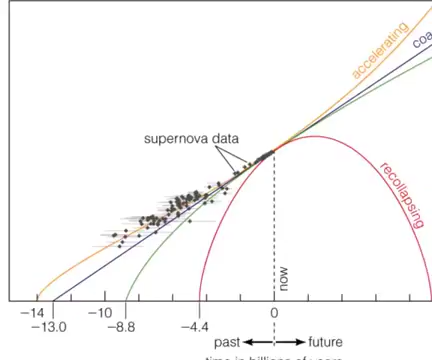 accelerating
coa
supernova data
recollapsing
now
−14 −10 0
−13.0 −8.8 −4.4
past future
time in billions of years